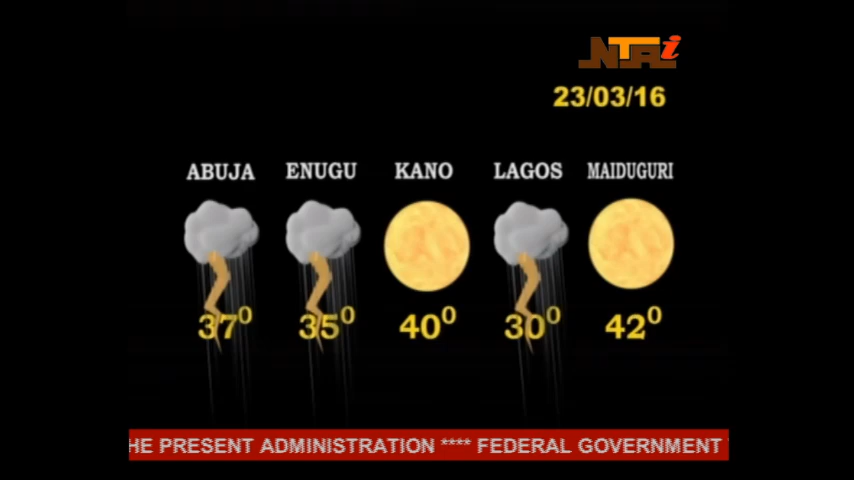 NTAi
23/03/16
ABUJA ENUGU KANO LAGOS MAIDUGURI
37⁰ 35⁰ 40⁰ 30⁰ 42⁰
HE PRESENT ADMINISTRATION **** FEDERAL GOVERNMENT